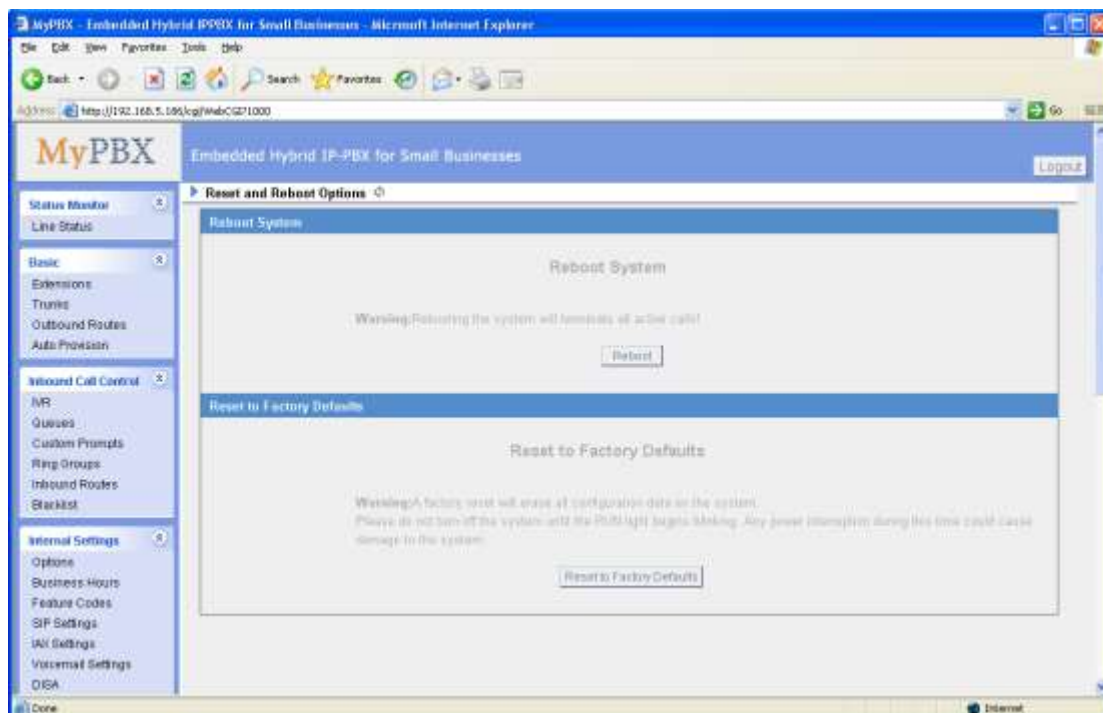 MyPBX - Embedded Hybrid IPPBX for Small Businesses - Microsoft Internet Explorer
File Edit View Favorites Tools Help
Back Search Favorites
Address http://192.168.5.186/cgi/WebCGI?1000 Go
MyPBX
Embedded Hybrid IP-PBX for Small Businesses
Logout
Reset and Reboot Options
Status Monitor
Line Status
Basic
Extensions
Trunks
Outbound Routes
Auto Provision
Inbound Call Control
IVR
Queues
Custom Prompts
Ring Groups
Inbound Routes
Blacklist
Internal Settings
Options
Business Hours
Feature Codes
SIP Settings
IAX Settings
Voicemail Settings
DISA
Reboot System
Reboot System
Warning:Rebooting the system will terminate all active calls!
Reboot
Reset to Factory Defaults
Reset to Factory Defaults
Warning:A factory reset will erase all configuration data on the system.
Please do not turn off the system until the RUN light begins blinking. Any power interruption during this time could cause
damage to the system.
Reset to Factory Defaults
Done
Internet